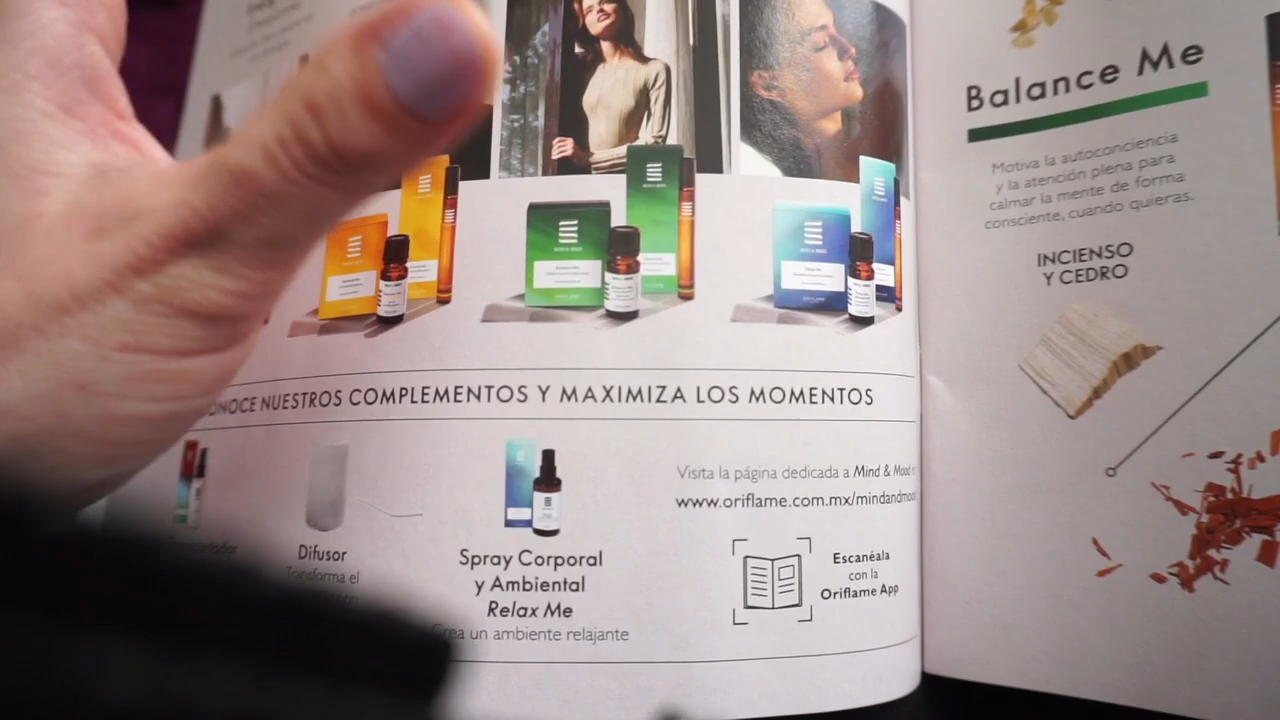 NUESTROS COMPLEMENTOS Y MAXIMIZA LOS MOMENTOS
Difusor
Transforma el
Spray Corporal
y Ambiental
Relax Me
Crea un ambiente relajante
Visita la página dedicada a Mind & Mood
www.oriflame.com.mx/mindandmood
Escanéala
con la
Oriflame App
Balance Me
Motiva la autoconciencia
y la atención plena para
calmar la mente de forma
consciente, cuando quieras.
INCIENSO
Y CEDRO